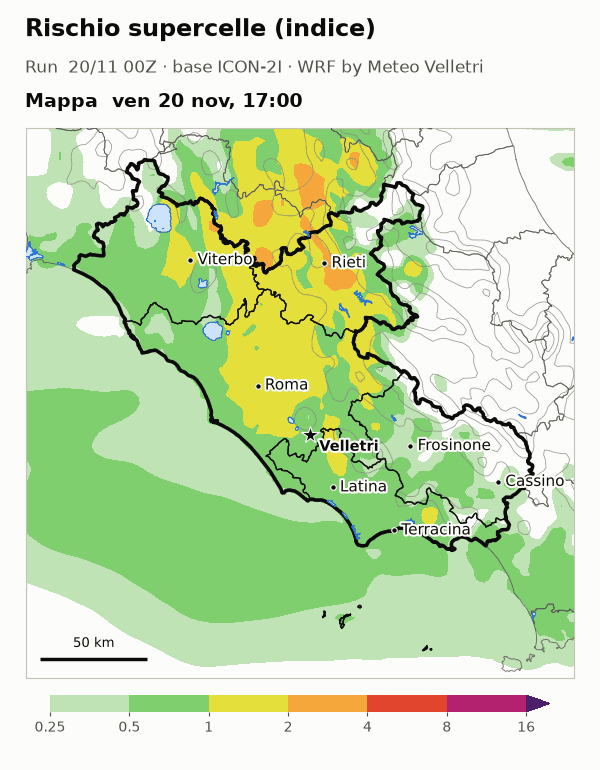 Rischio supercelle (indice)
Run  20/11 00Z · base ICON-2I · WRF by Meteo Velletri
Mappa  ven 20 nov, 17:00
Viterbo
Rieti
Roma
Velletri
Frosinone
Cassino
Latina
Terracina
50 km
0.25 0.5 1 2 4 8 16